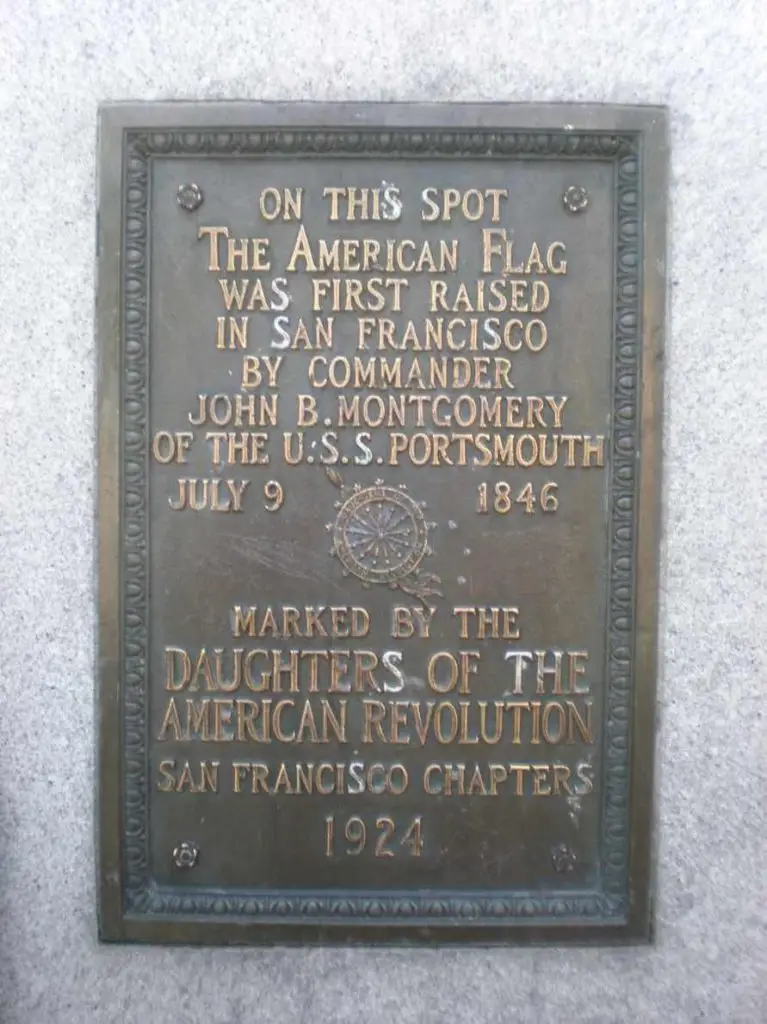 ON THIS SPOT
THE AMERICAN FLAG
WAS FIRST RAISED
IN SAN FRANCISCO
BY COMMANDER
JOHN B. MONTGOMERY
OF THE U.S.S. PORTSMOUTH
JULY 9 1846
MARKED BY THE
DAUGHTERS OF THE
AMERICAN REVOLUTION
SAN FRANCISCO CHAPTERS
1924